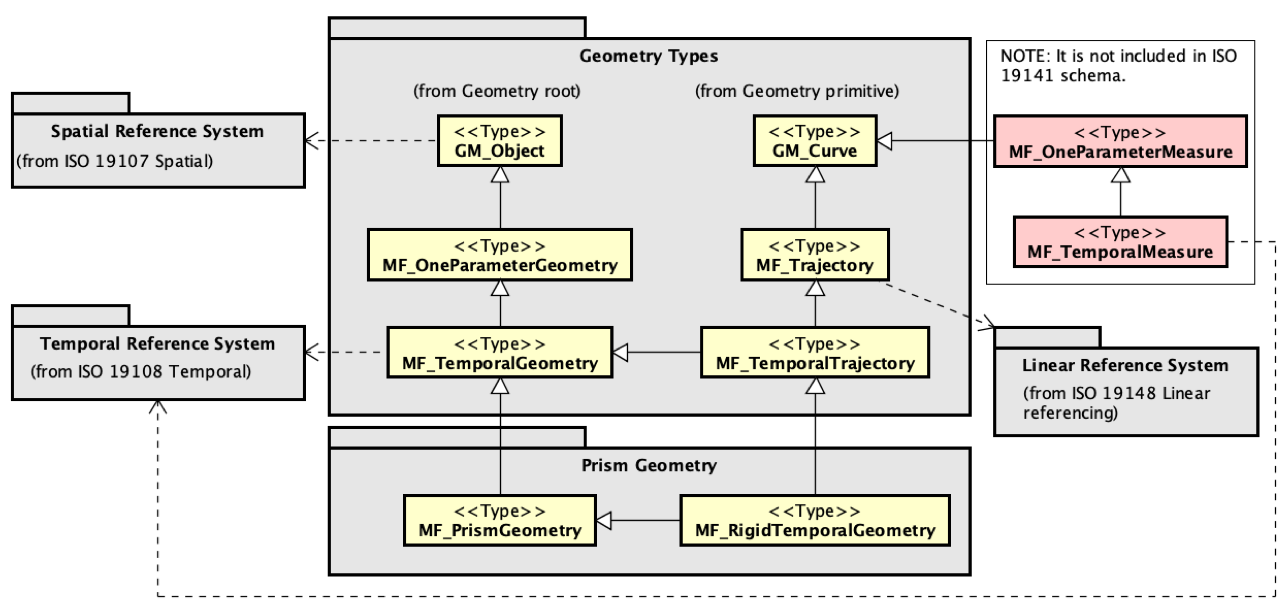 Geometry Types
(from Geometry root)
(from Geometry primitive)
NOTE: It is not included in ISO
19141 schema.
Spatial Reference System
(from ISO 19107 Spatial)
<<Type>>
GM_Object
<<Type>>
GM_Curve
<<Type>>
MF_OneParameterMeasure
<<Type>>
MF_OneParameterGeometry
<<Type>>
MF_Trajectory
<<Type>>
MF_TemporalMeasure
Temporal Reference System
(from ISO 19108 Temporal)
<<Type>>
MF_TemporalGeometry
<<Type>>
MF_TemporalTrajectory
Linear Reference System
(from ISO 19148 Linear
referencing)
Prism Geometry
<<Type>>
MF_PrismGeometry
<<Type>>
MF_RigidTemporalGeometry